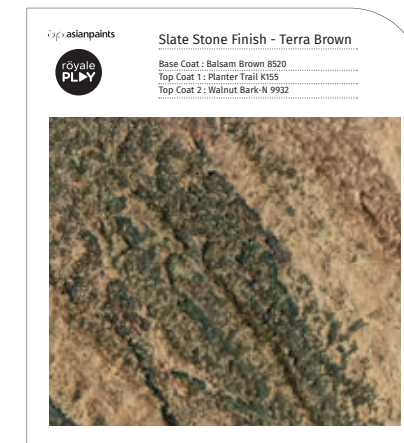 asianpaints
röyale
PLAY
Slate Stone Finish - Terra Brown
Base Coat : Balsam Brown 8520
Top Coat 1 : Planter Trail K155
Top Coat 2 : Walnut Bark-N 9932